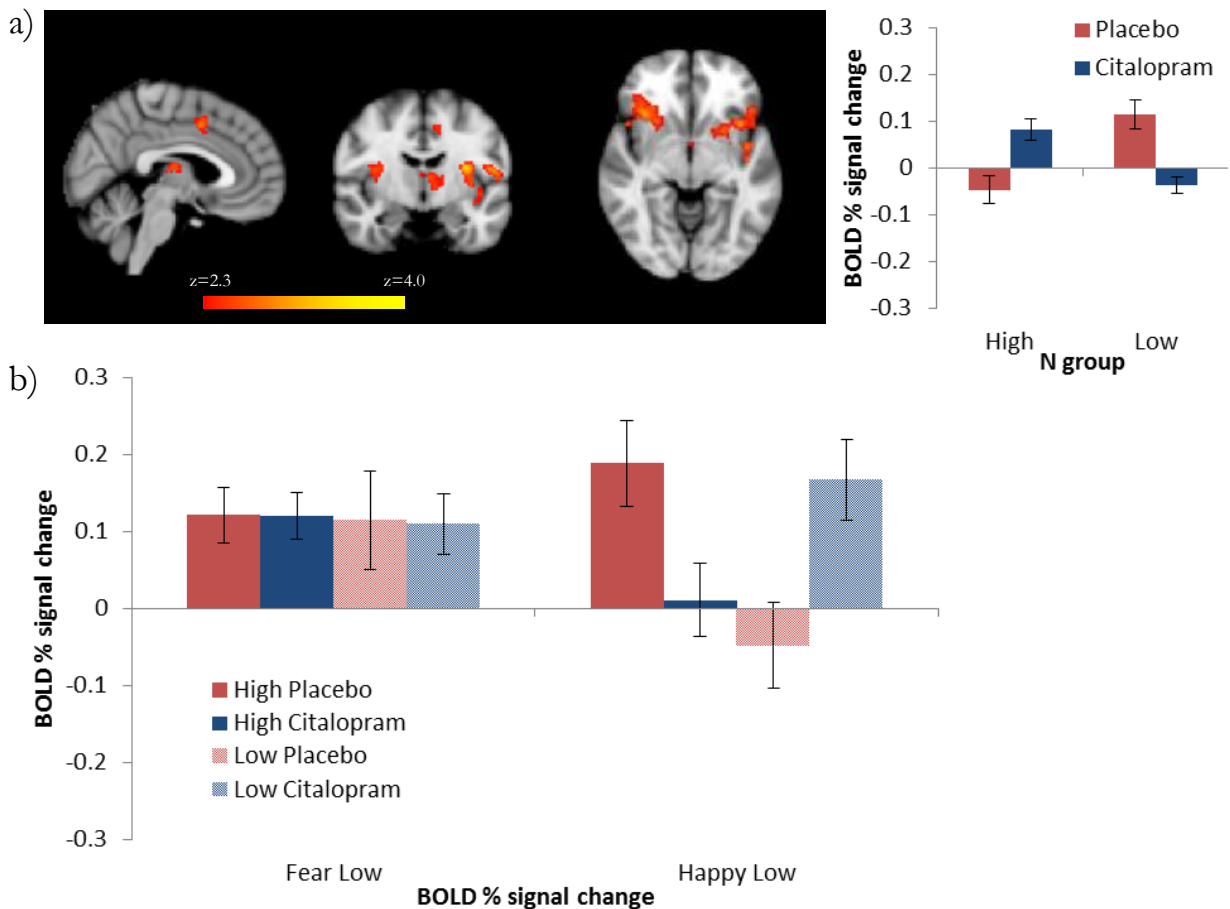 a)
z=2.3
z=4.0
0.3
0.2
0.1
0
-0.1
-0.2
-0.3
BOLD % signal change
Placebo
Citalopram
High
Low
N group
b)
0.3
0.2
0.1
0
-0.1
-0.2
-0.3
BOLD % signal change
High Placebo
High Citalopram
Low Placebo
Low Citalopram
Fear Low
Happy Low
BOLD % signal change